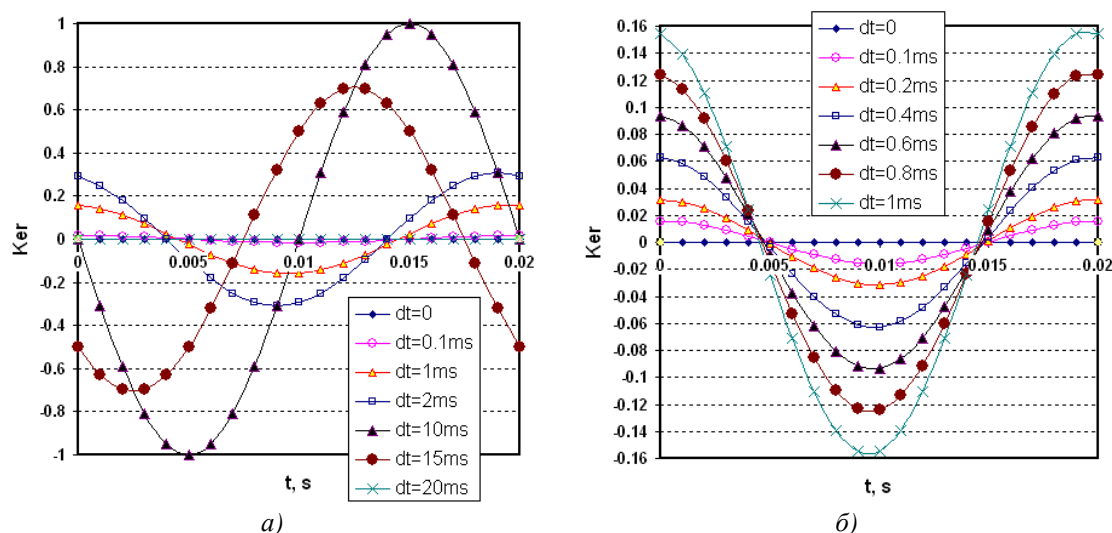 1
0.8
0.6
0.4
0.2
0
-0.2
-0.4
-0.6
-0.8
-1
Ker
0
0.005
0.01
0.015
0.02
t, s
dt=0
dt=0.1ms
dt=1ms
dt=2ms
dt=10ms
dt=15ms
dt=20ms
а)
0.16
0.14
0.12
0.1
0.08
0.06
0.04
0.02
0
-0.02
-0.04
-0.06
-0.08
-0.1
-0.12
-0.14
-0.16
Ker
0
0.005
0.01
0.015
0.02
t, s
dt=0
dt=0.1ms
dt=0.2ms
dt=0.4ms
dt=0.6ms
dt=0.8ms
dt=1ms
б)